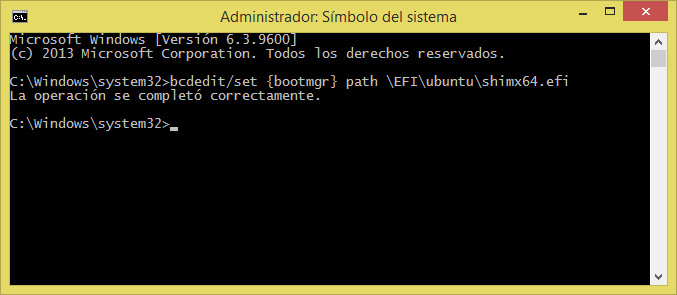 Administrador: Símbolo del sistema
Microsoft Windows [Versión 6.3.9600]
(c) 2013 Microsoft Corporation. Todos los derechos reservados.
C:\Windows\system32>bcdedit/set {bootmgr} path \EFI\ubuntu\shimx64.efi
La operación se completó correctamente.
C:\Windows\system32>